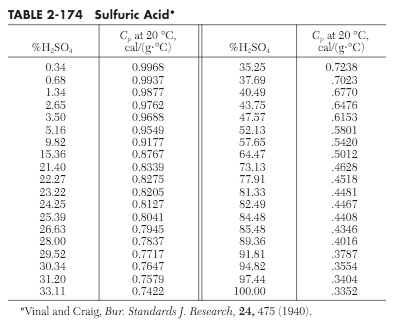 TABLE 2-174 Sulfuric Acid*
%H₂SO₄ Cₚ at 20 °C, cal/(g·°C) %H₂SO₄ Cₚ at 20 °C, cal/(g·°C)
0.34 0.9968 35.25 0.7238
0.68 0.9937 37.69 .7023
1.34 0.9877 40.49 .6770
2.65 0.9762 43.75 .6476
3.50 0.9688 47.57 .6153
5.16 0.9549 52.13 .5801
9.82 0.9177 57.65 .5420
15.36 0.8767 64.47 .5012
21.40 0.8339 73.13 .4628
22.27 0.8275 77.91 .4518
23.22 0.8205 81.33 .4481
24.25 0.8127 82.49 .4467
25.39 0.8041 84.48 .4408
26.63 0.7945 85.48 .4346
28.00 0.7837 89.36 .4016
29.52 0.7717 91.81 .3787
30.34 0.7647 94.82 .3554
31.20 0.7579 97.44 .3404
33.11 0.7422 100.00 .3352
*Vinal and Craig, Bur. Standards J. Research, 24, 475 (1940).